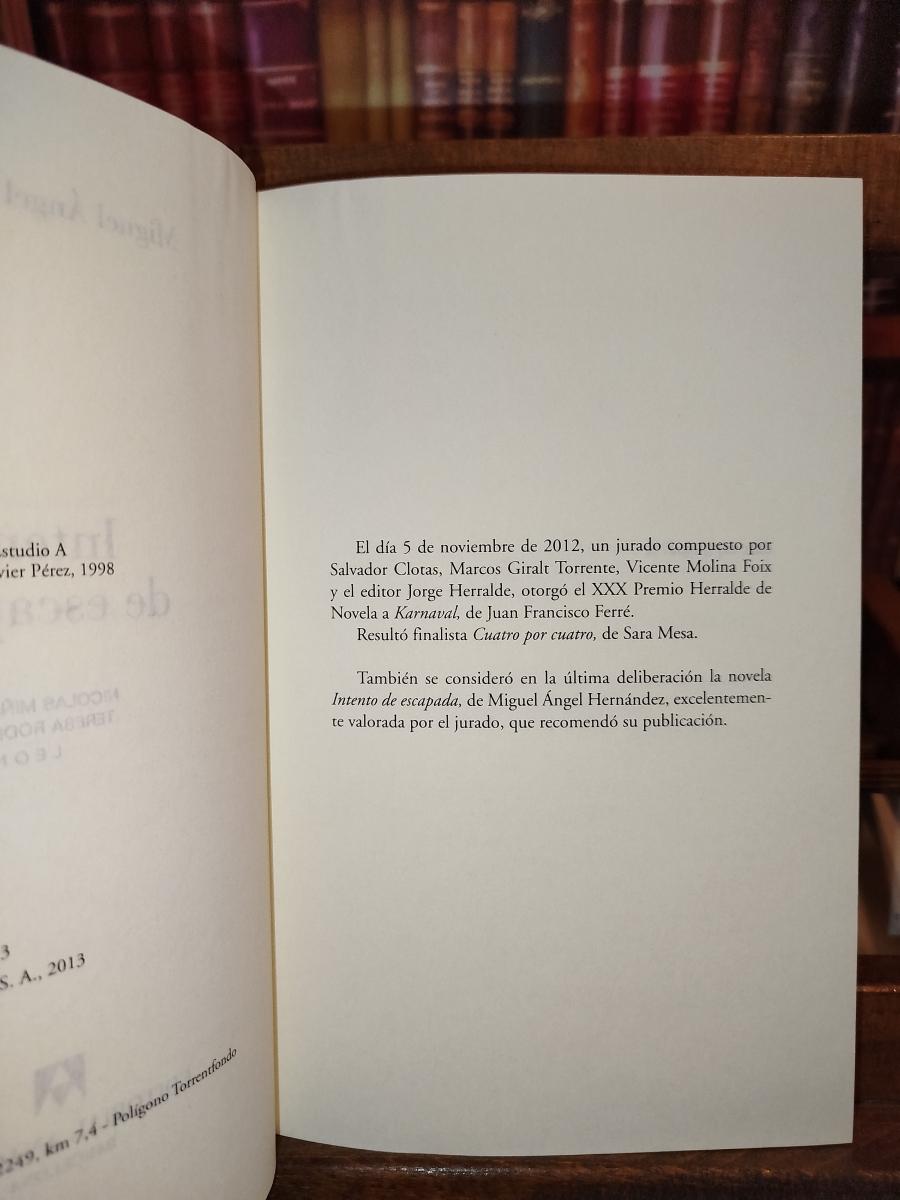 studio A
vier Pérez, 1998
3
S. A., 2013
2249, km 7,4 - Polígono Torrentfondo
El día 5 de noviembre de 2012, un jurado compuesto por
Salvador Clotas, Marcos Giralt Torrente, Vicente Molina Foix
y el editor Jorge Herralde, otorgó el XXX Premio Herralde de
Novela a Karnaval, de Juan Francisco Ferré.
Resultó finalista Cuatro por cuatro, de Sara Mesa.
También se consideró en la última deliberación la novela
Intento de escapada, de Miguel Ángel Hernández, excelentemen-
te valorada por el jurado, que recomendó su publicación.